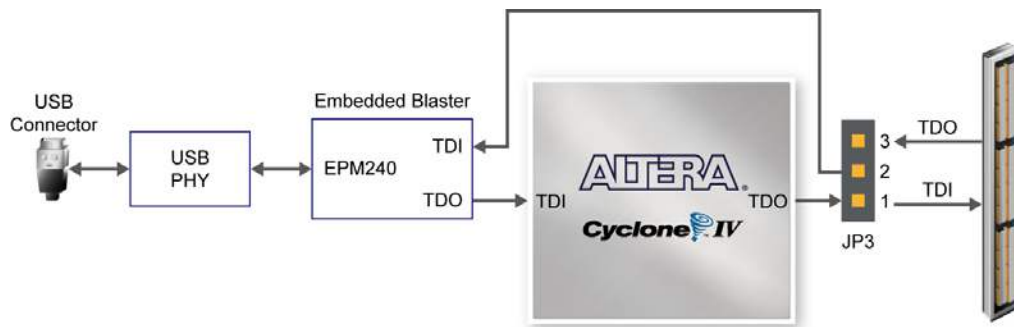 USB
Connector
USB
PHY
Embedded Blaster
EPM240
TDI
TDO
TDI
ALTERA®
Cyclone™ IV
TDO
3
2
1
JP3
TDO
TDI